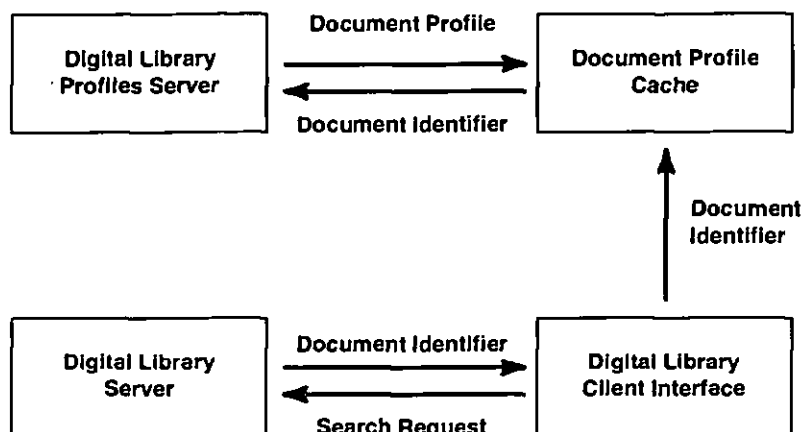 Document Profile
Digital Library
Profiles Server
Document Profile
Cache
Document Identifier
Document
Identifier
Digital Library
Server
Document Identifier
Search Request
Digital Library
Client Interface